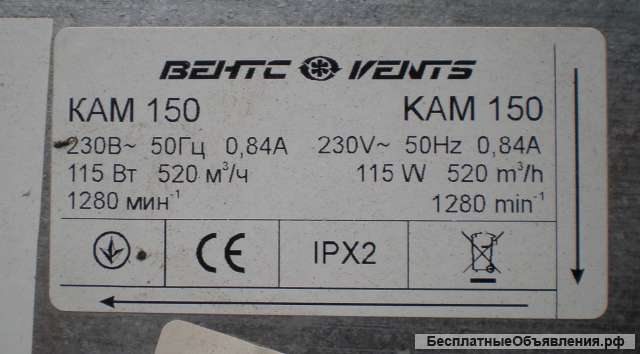 ВЕНТС VENTS
КАМ 150 KAM 150
230В~ 50Гц 0,84А 230V~ 50Hz 0,84A
115 Вт 520 м³/ч 115 W 520 m³/h
1280 мин⁻¹ 1280 min⁻¹
CE IPX2
БесплатныеОбъявления.рф